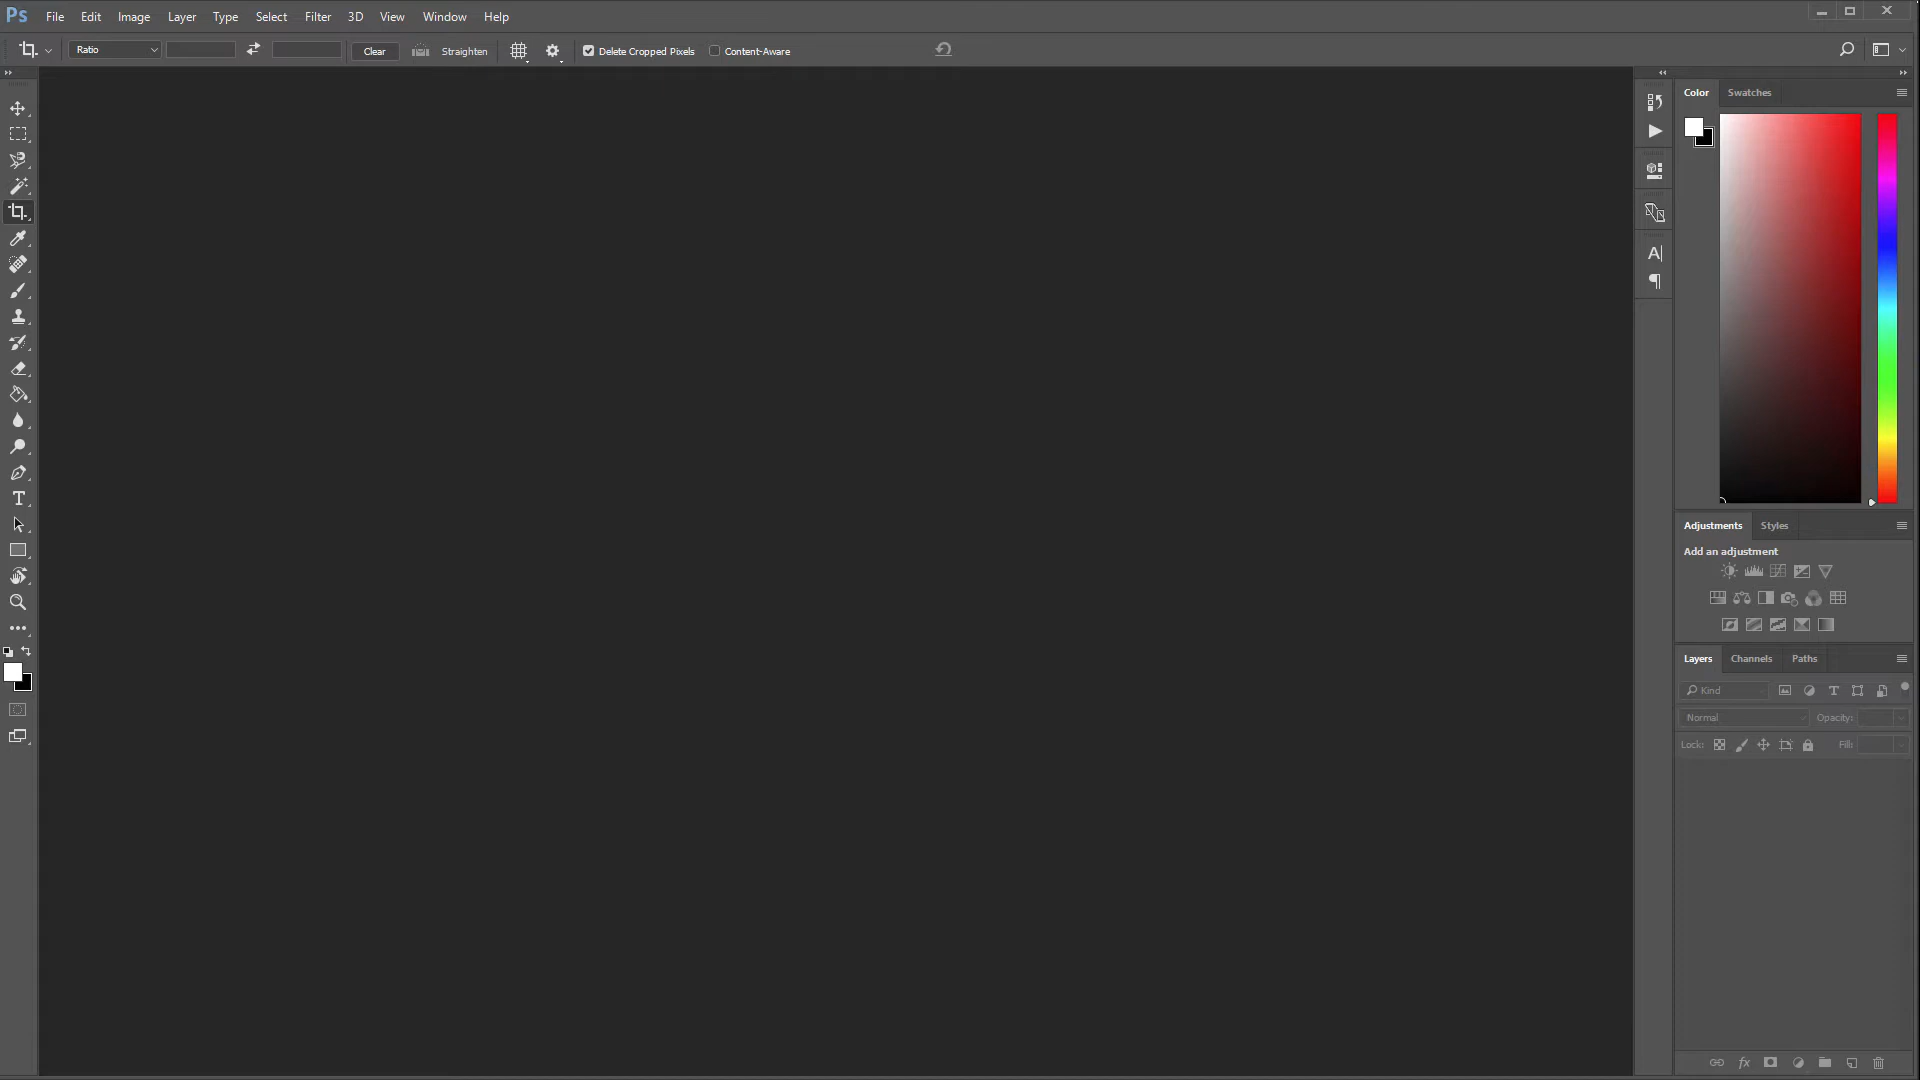 Ps File Edit Image Layer Type Select Filter 3D View Window Help
Ratio Clear Straighten Delete Cropped Pixels Content-Aware
Color Swatches
Adjustments Styles
Add an adjustment
Layers Channels Paths
Kind
Normal Opacity:
Lock: Fill: